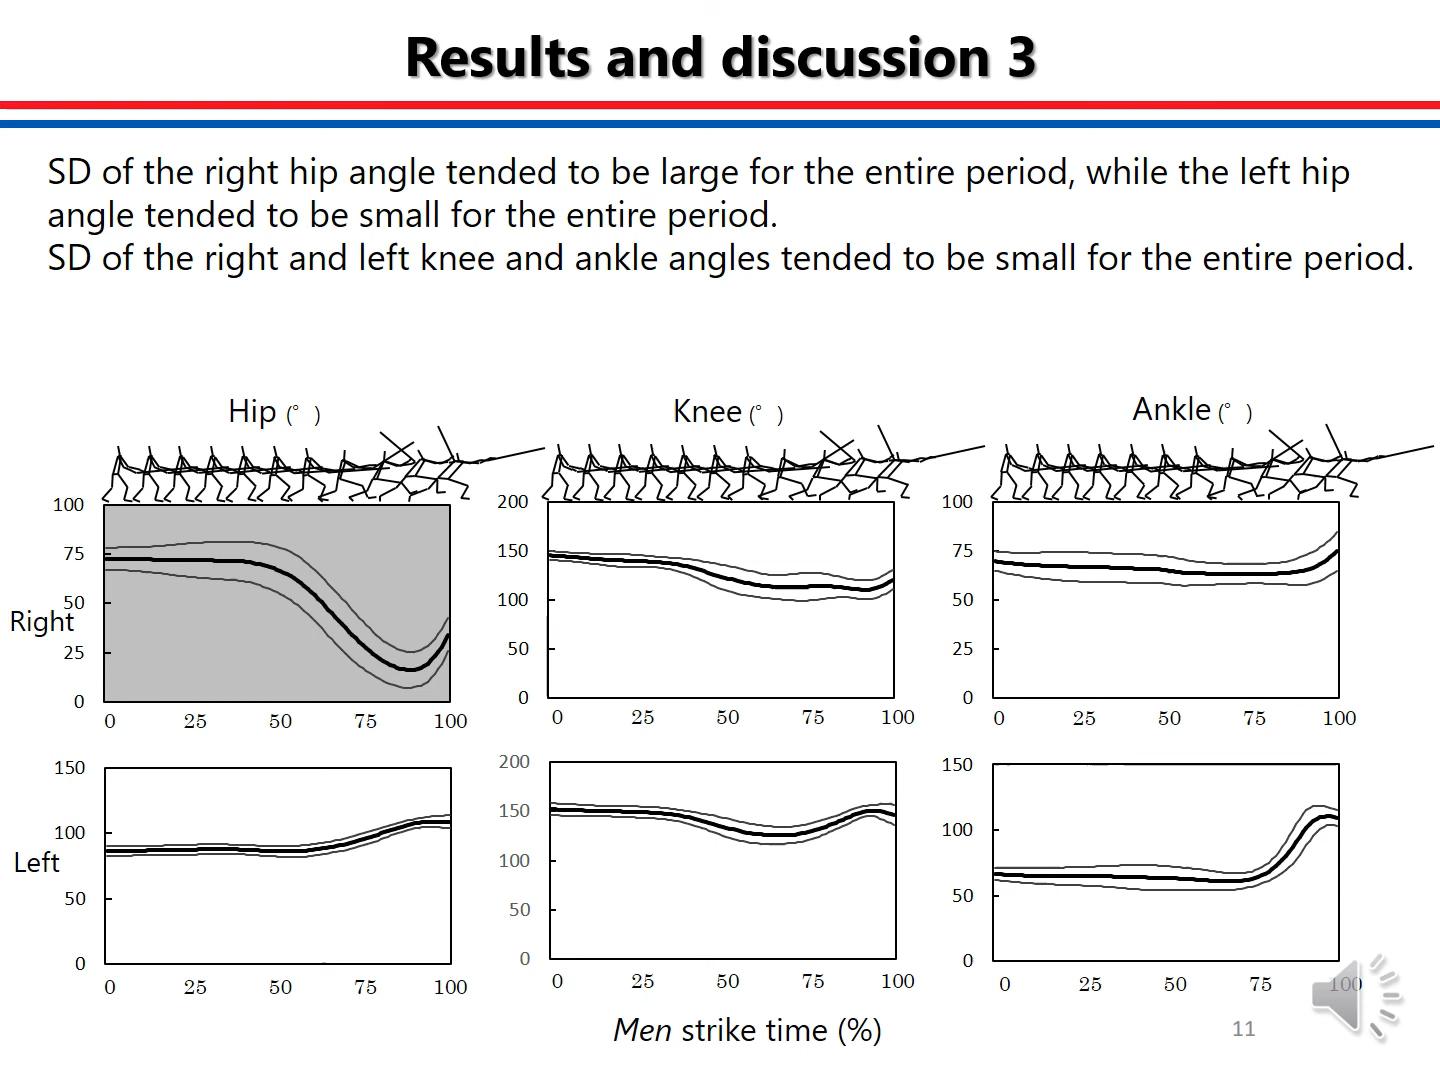 Results and discussion 3
SD of the right hip angle tended to be large for the entire period, while the left hip
angle tended to be small for the entire period.
SD of the right and left knee and ankle angles tended to be small for the entire period.
Hip (° )
Knee (° )
Ankle (° )
Right
100
75
50
25
0
0 25 50 75 100
200
150
100
50
0
0 25 50 75 100
100
75
50
25
0
0 25 50 75 100
Left
150
100
50
0
0 25 50 75 100
200
150
100
50
0
0 25 50 75 100
150
100
50
0
0 25 50 75 100
Men strike time (%)
11